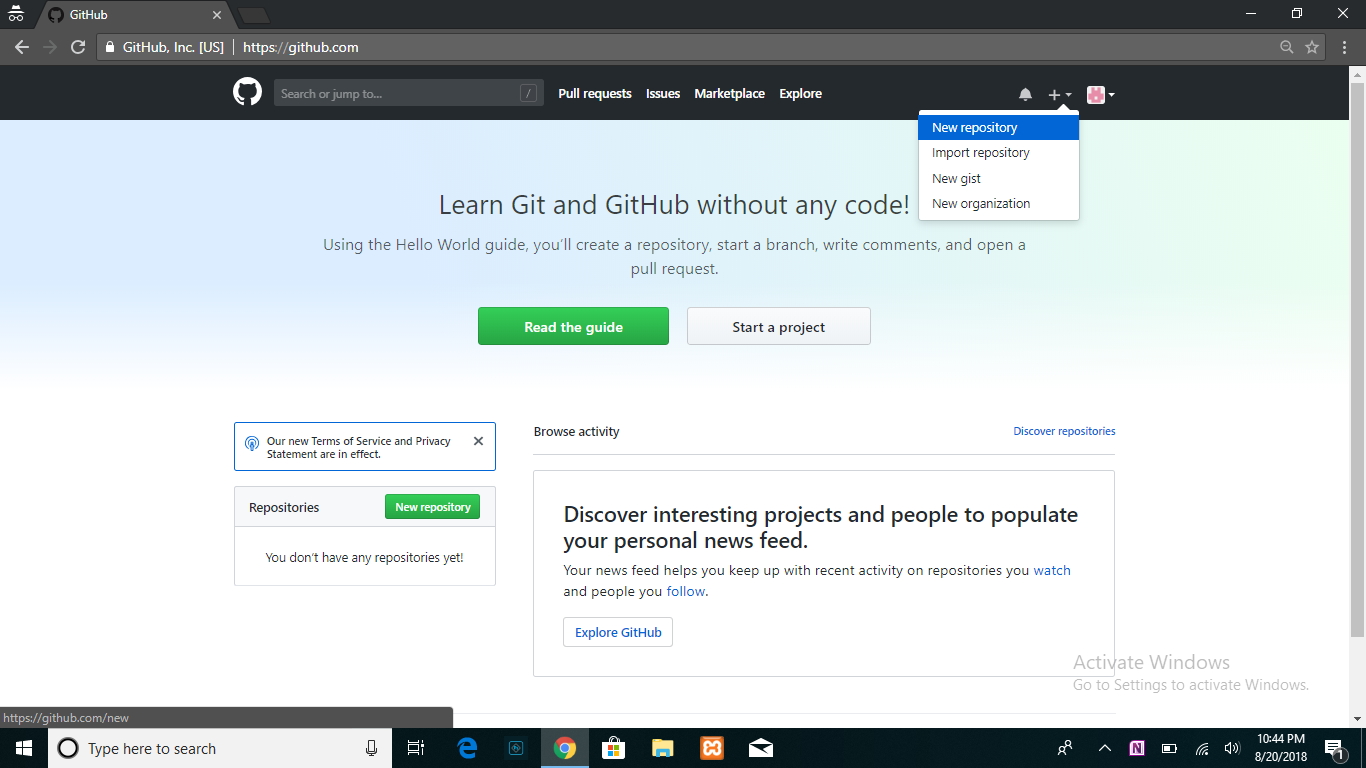 GitHub
GitHub, Inc. [US] | https://github.com
Search or jump to... /
Pull requests Issues Marketplace Explore
New repository
Import repository
New gist
New organization
Learn Git and GitHub without any code!
Using the Hello World guide, you’ll create a repository, start a branch, write comments, and open a
pull request.
Read the guide
Start a project
Our new Terms of Service and Privacy
Statement are in effect.
Repositories
New repository
You don’t have any repositories yet!
Browse activity
Discover repositories
Discover interesting projects and people to populate
your personal news feed.
Your news feed helps you keep up with recent activity on repositories you watch
and people you follow.
Explore GitHub
Activate Windows
Go to Settings to activate Windows.
https://github.com/new
Type here to search
10:44 PM
8/20/2018
1